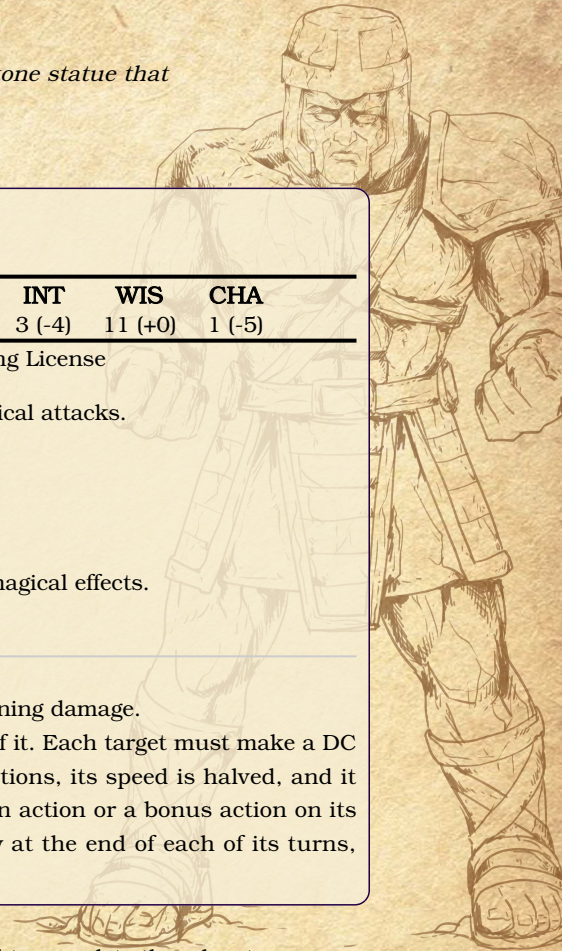 one statue that
INT WIS CHA
3 (-4) 11 (+0) 1 (-5)
ng License
ical attacks.
agical effects.
ning damage.
f it. Each target must make a DC
tions, its speed is halved, and it
n action or a bonus action on its
at the end of each of its turns,